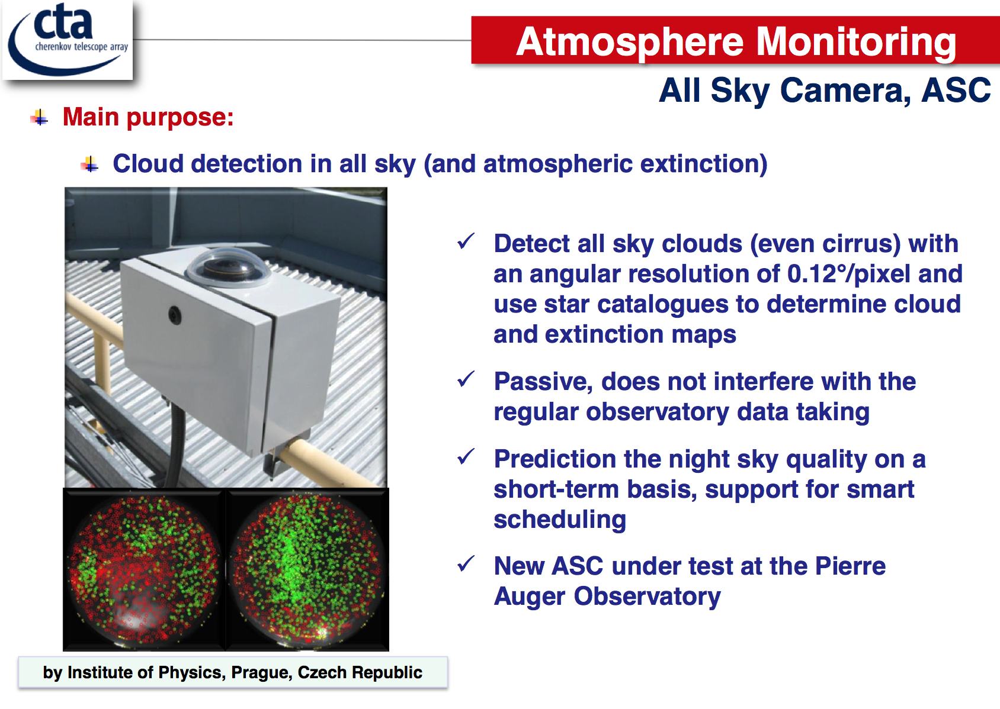 cta
cherenkov telescope array
Atmosphere Monitoring
All Sky Camera, ASC
Main purpose:
Cloud detection in all sky (and atmospheric extinction)
Detect all sky clouds (even cirrus) with
an angular resolution of 0.12°/pixel and
use star catalogues to determine cloud
and extinction maps
Passive, does not interfere with the
regular observatory data taking
Prediction the night sky quality on a
short-term basis, support for smart
scheduling
New ASC under test at the Pierre
Auger Observatory
by Institute of Physics, Prague, Czech Republic